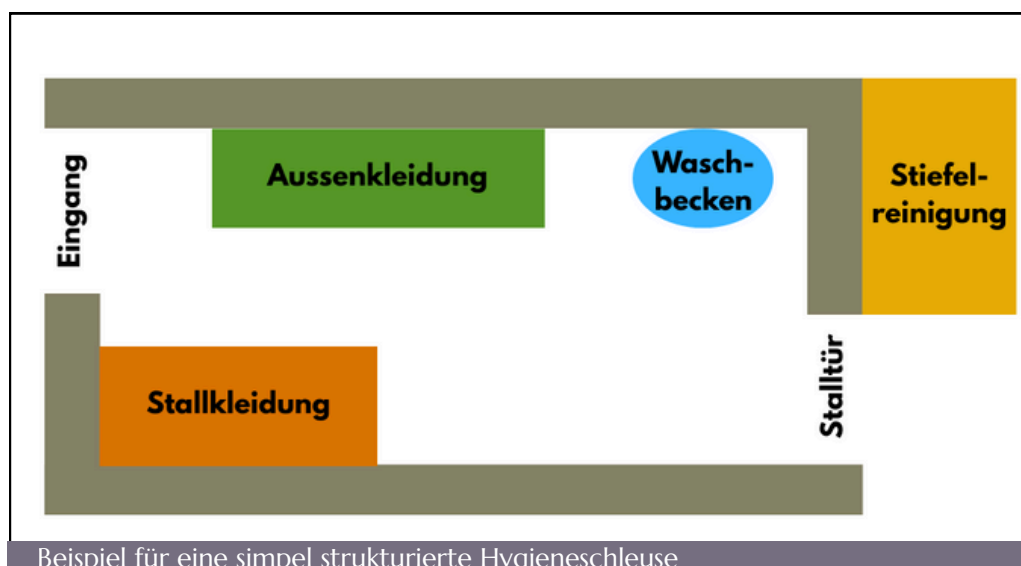 Eingang
Aussenkleidung
Wasch-
becken
Stiefel-
reinigung
Stallkleidung
Stalltür
Beispiel für eine simpel strukturierte Hygieneschleuse